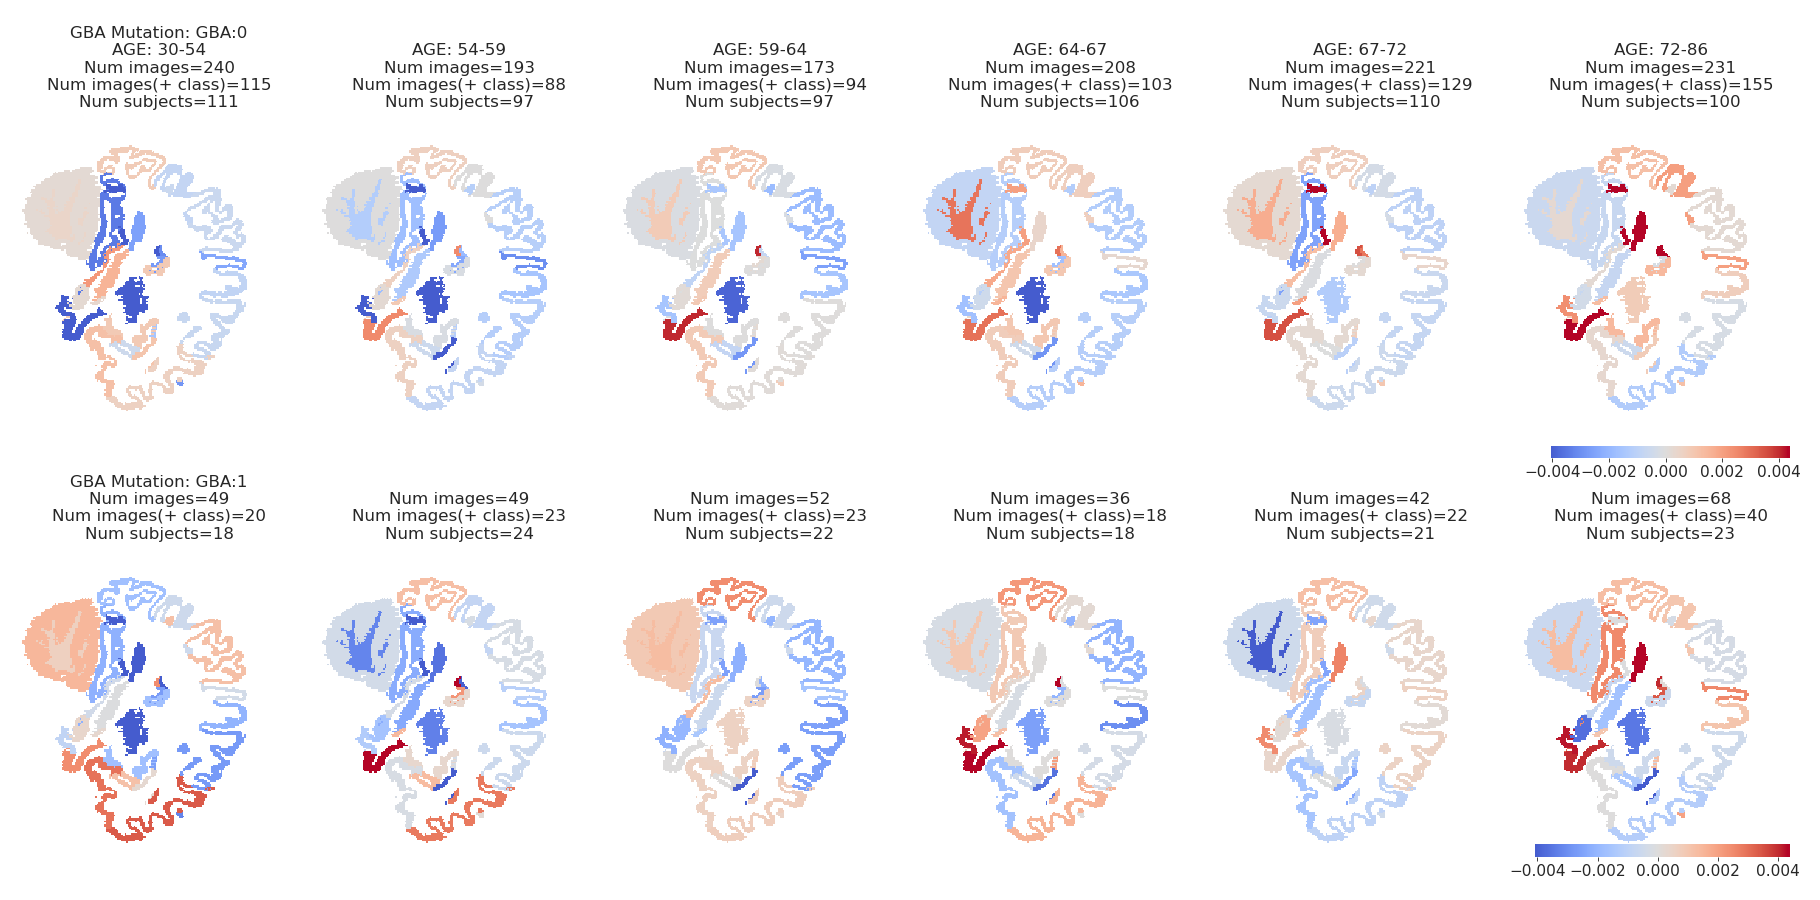 GBA Mutation: GBA:0
AGE: 30-54
Num images=240
Num images(+ class)=115
Num subjects=111
AGE: 54-59
Num images=193
Num images(+ class)=88
Num subjects=97
AGE: 59-64
Num images=173
Num images(+ class)=94
Num subjects=97
AGE: 64-67
Num images=208
Num images(+ class)=103
Num subjects=106
AGE: 67-72
Num images=221
Num images(+ class)=129
Num subjects=110
AGE: 72-86
Num images=231
Num images(+ class)=155
Num subjects=100
−0.004 −0.002 0.000 0.002 0.004
GBA Mutation: GBA:1
Num images=49
Num images(+ class)=20
Num subjects=18
Num images=49
Num images(+ class)=23
Num subjects=24
Num images=52
Num images(+ class)=23
Num subjects=22
Num images=36
Num images(+ class)=18
Num subjects=18
Num images=42
Num images(+ class)=22
Num subjects=21
Num images=68
Num images(+ class)=40
Num subjects=23
−0.004 −0.002 0.000 0.002 0.004